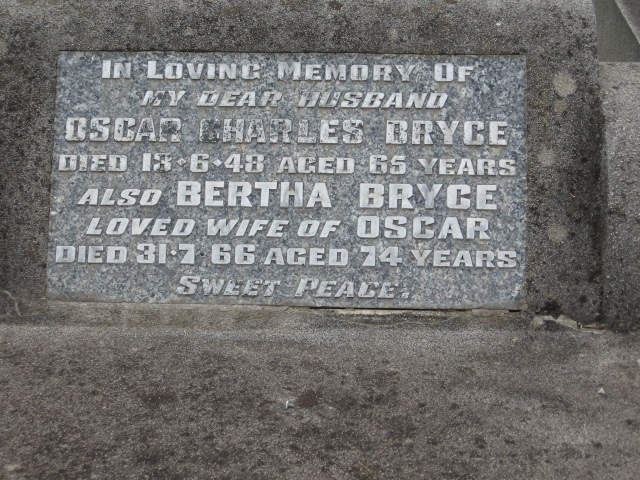 In Loving Memory Of
MY DEAR HUSBAND
OSCAR CHARLES BRYCE
DIED 13·6·48 AGED 65 YEARS
ALSO BERTHA BRYCE
LOVED WIFE OF OSCAR
DIED 31·7·66 AGED 74 YEARS
Sweet Peace.